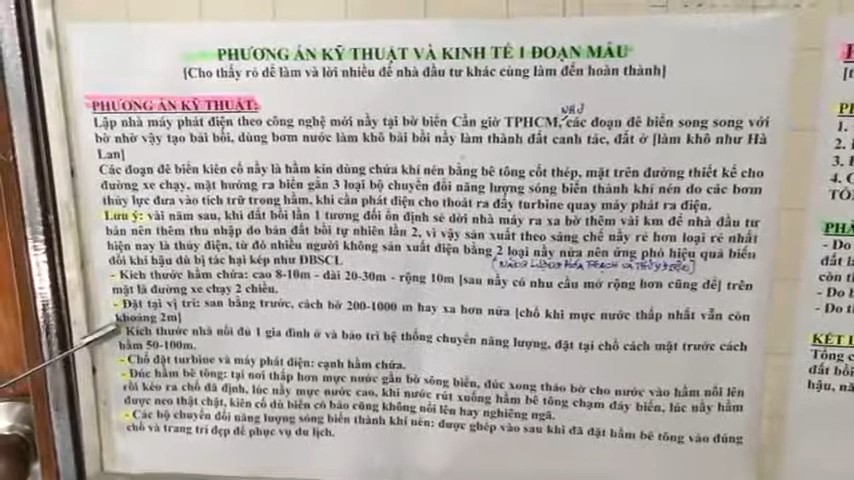 PHƯƠNG ÁN KỸ THUẬT VÀ KINH TẾ 1 ĐOẠN MẪU
[Cho thấy rỏ dể làm và lời nhiều để nhà đầu tư khác cùng làm đến hoàn thành]
PHƯƠNG ÁN KỸ THUẬT:
Lập nhà máy phát điện theo công nghệ mới nầy tại bờ biển Cần giờ TPHCM, các đoạn đê biển song song với
NHỜ
bờ nhờ vậy tạo bãi bồi, dùng bơm nước làm khô bãi bồi nầy làm thành đất canh tác, đất ở [làm khô như Hà
Lan]
Các đoạn đê biển kiên cố nầy là hầm kín dùng chứa khí nén bằng bê tông cốt thép, mặt trên đường thiết kế cho
đường xe chạy, mặt hướng ra biển gắn 3 loại bộ chuyển đổi năng lượng sóng biển thành khí nén do các bơm
thủy lực đưa vào tích trữ trong hầm, khi cần phát điện cho thoát ra đẩy turbine quay máy phát ra điện.
Lưu ý: vài năm sau, khi đất bồi lần 1 tương đối ổn định sẽ dời nhà máy ra xa bờ thêm vài km để nhà đầu tư
bán nên thêm thu nhập do bán đất bồi tự nhiên lần 2, vì vậy sản xuất theo sáng chế nầy rẻ hơn loại rẻ nhất
hiện nay là thủy điện, từ đó nhiều người không sản xuất điện bằng 2 loại nầy nữa nên ứng phó hiệu quả biến
đổi khí hậu dù bị tác hại kép như ĐBSCL
- Kích thước hầm chứa: cao 8-10m - dài 20-30m - rộng 10m [sau nầy có nhu cầu mở rộng hơn cũng dể] trên
mặt là đường xe chạy 2 chiều.
- Đặt tại vị trí: san bằng trước, cách bờ 200-1000 m hay xa hơn nữa [chổ khi mực nước thấp nhất vẫn còn
khoảng 2m]
- Kích thước nhà nổi đủ 1 gia đình ở và bảo trì hệ thống chuyển năng lượng, đặt tại chổ cách mặt trước cách
hầm 50-100m.
- Chổ đặt turbine và máy phát điện: cạnh hầm chứa.
- Đúc hầm bê tông: tại nơi thấp hơn mực nước gần bờ sông biển, đúc xong tháo bờ cho nước vào hầm nổi lên
rồi kéo ra chổ đã định, lúc nầy mực nước cao, khi nước rút xuống hầm bê tông chạm đáy biển, lúc nầy hầm
được neo thật chặt, kiên cố dù biển có bão cũng không nổi lên hay nghiêng ngã.
- Các bộ chuyển đổi năng lượng sóng biển thành khí nén: được ghép vào sau khi đã đặt hầm bê tông vào đúng
chổ và trang trí đẹp để phục vụ du lịch.